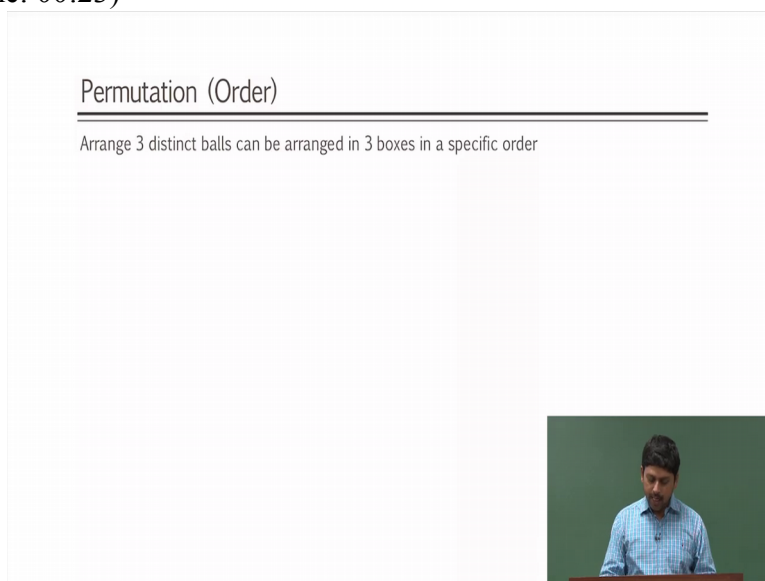 Permutation (Order)
Arrange 3 distinct balls can be arranged in 3 boxes in a specific order